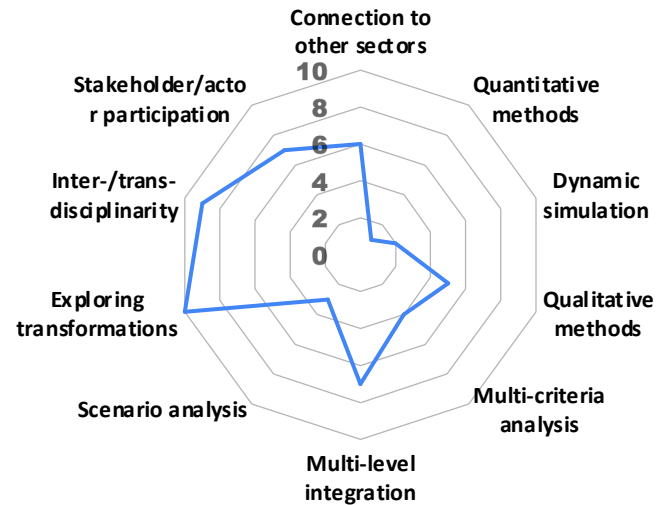 Connection to
other sectors
10
8
6
4
2
0
Quantitative
methods
Dynamic
simulation
Qualitative
methods
Multi-criteria
analysis
Multi-level
integration
Scenario analysis
Exploring
transformations
Inter-/trans-
disciplinarity
Stakeholder/acto
r participation